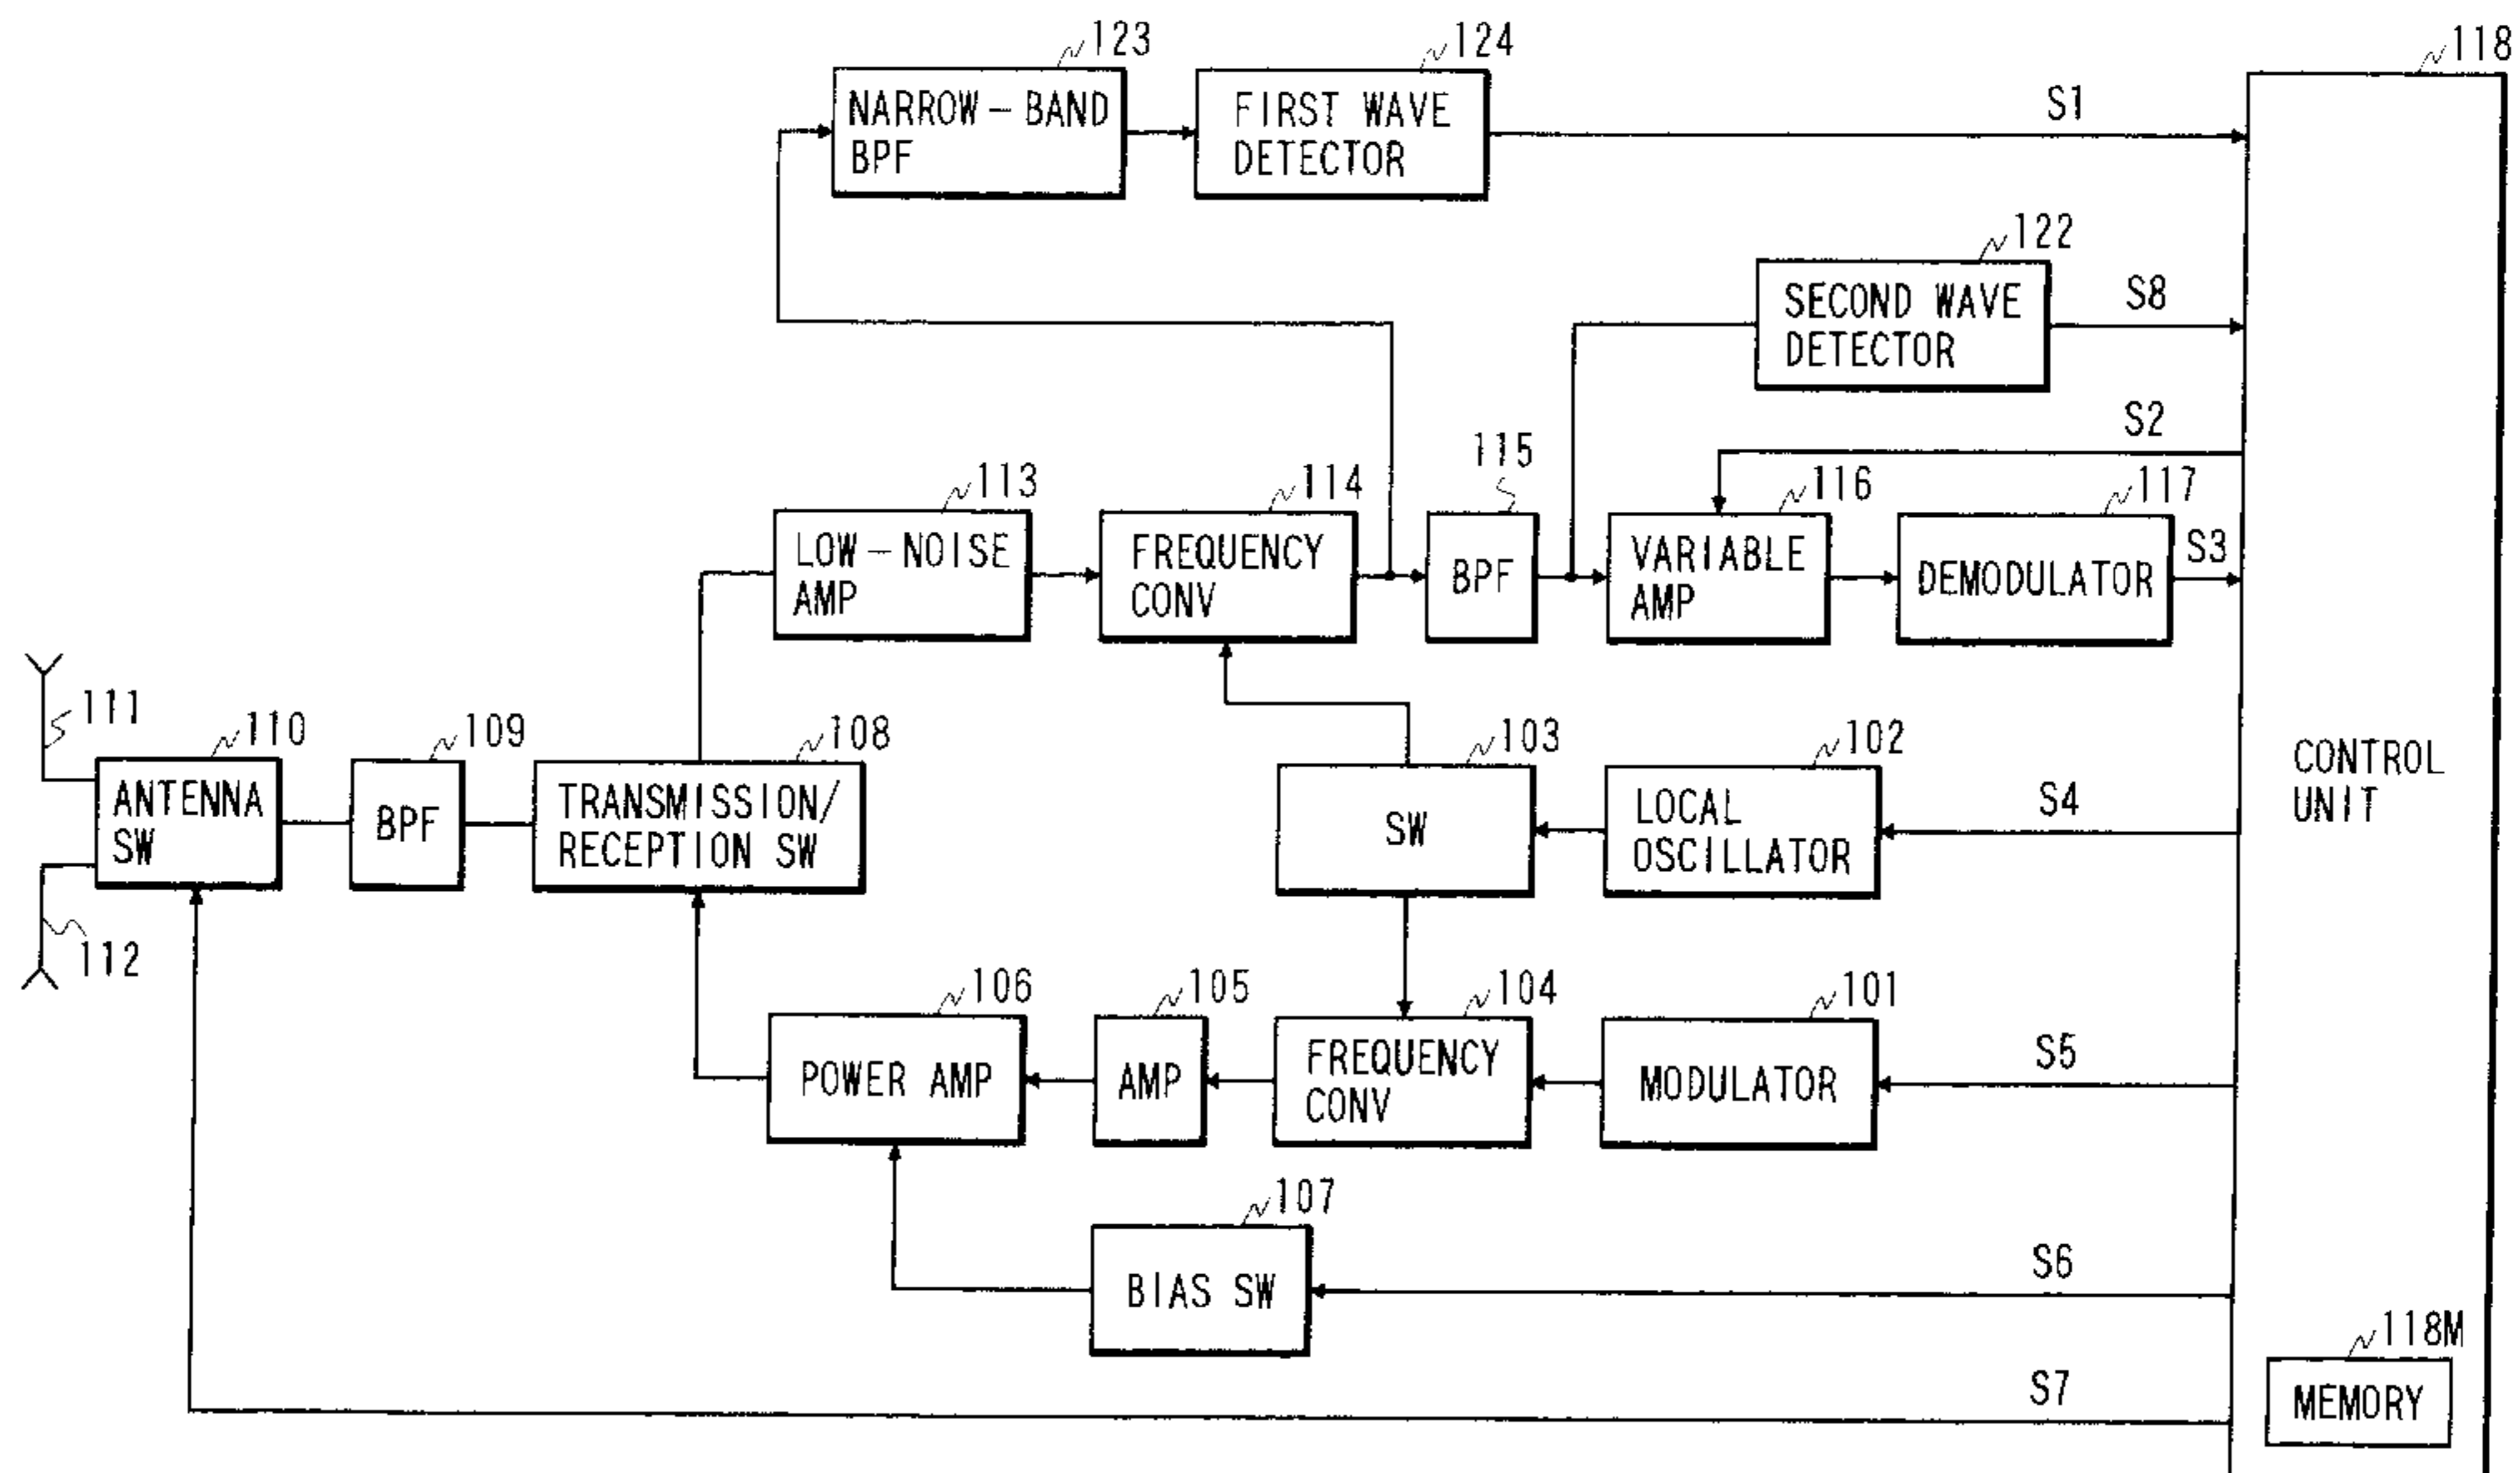 123
124
118
NARROW-BAND
BPF
FIRST WAVE
DETECTOR
S1
122
SECOND WAVE
DETECTOR
S8
S2
113
114
115
116
117
LOW-NOISE
AMP
FREQUENCY
CONV
BPF
VARIABLE
AMP
DEMODULATOR
S3
111
110
109
108
103
102
ANTENNA
SW
BPF
TRANSMISSION/
RECEPTION SW
SW
LOCAL
OSCILLATOR
S4
CONTROL
UNIT
112
106
105
104
101
POWER AMP
AMP
FREQUENCY
CONV
MODULATOR
S5
107
BIAS SW
S6
118M
MEMORY
S7